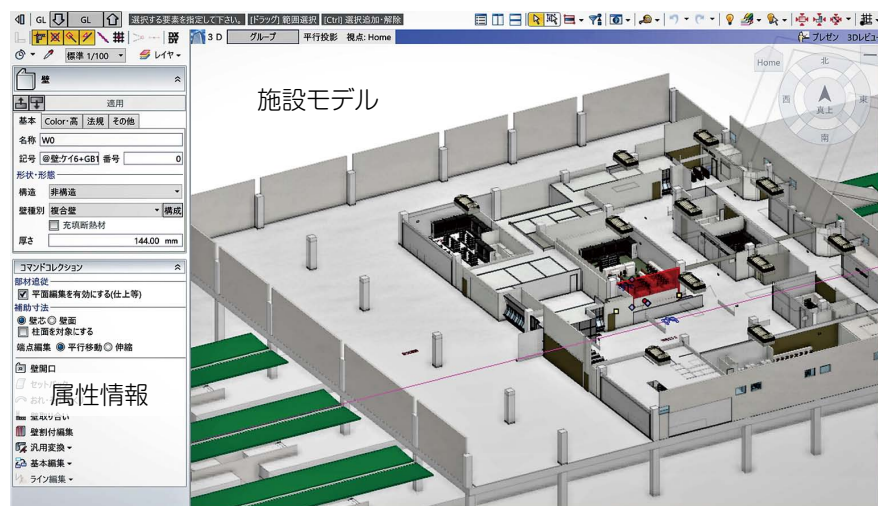 GL GL 選択する要素を指定して下さい。 [ドラッグ] 範囲選択 [Ctrl] 選択追加・解除
3D グループ 平行投影 視点: Home プレゼン 3Dレビュ
標準 1/100 レイヤ
壁
適用
基本 Color・高 法規 その他
名称 W0
記号 @壁:ケイ6+GB1 番号 0
形状・形態
構造 非構造
壁種別 複合壁 構成
充填断熱材
厚さ 144.00 mm
コマンドコレクション
部材追従
平面編集を有効にする(仕上等)
補助寸法
壁芯 壁面
柱面を対象にする
端点編集 平行移動 伸縮
壁開口
属性情報
壁取り合い
壁割付編集
汎用変換
基本編集
ライン編集
施設モデル
Home 北
西 東
真上
南